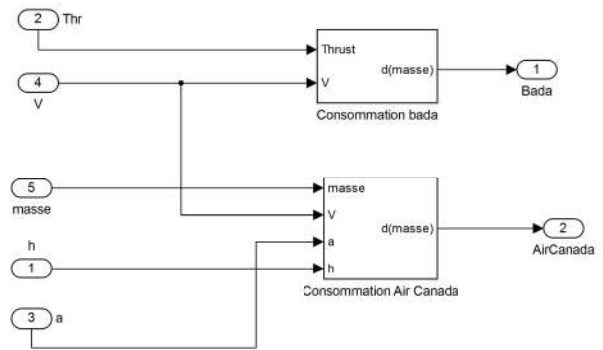 2 Thr
Thrust
d(masse)
1
4
V
V
Bada
Consommation bada
5
masse
masse
V
d(masse)
2
h
a
AirCanada
1
h
Consommation Air Canada
3 a